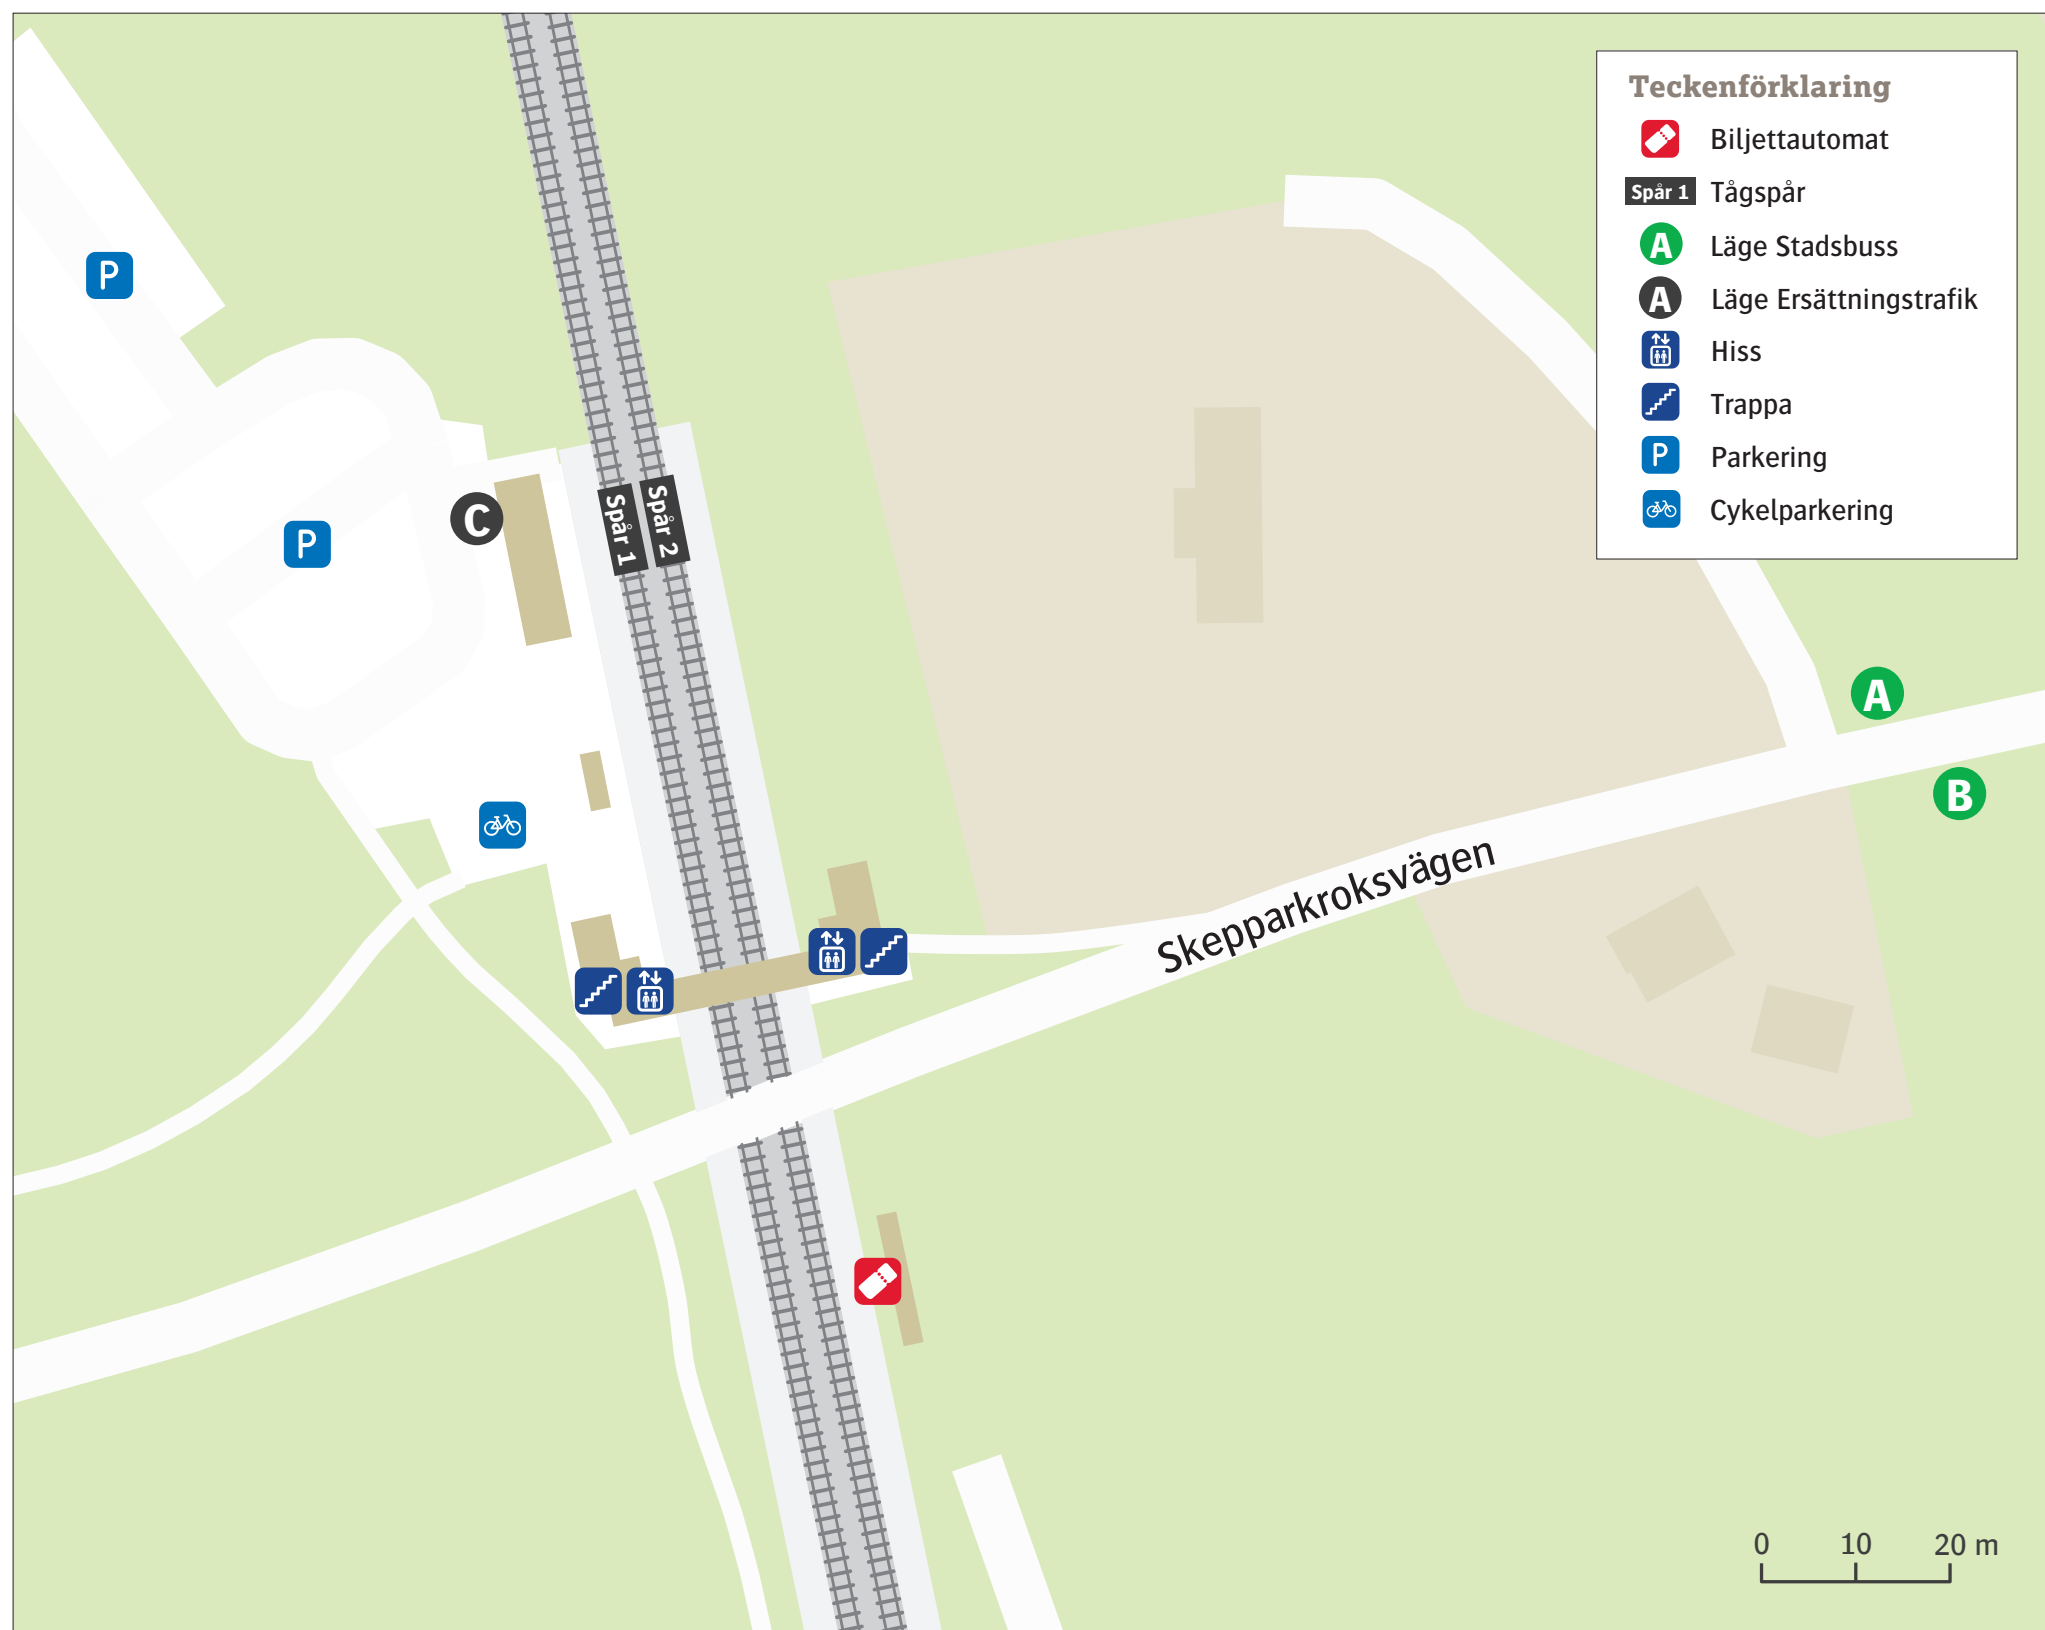 Teckenförklaring
Biljettautomat
Spår 1 Tågspår
A Läge Stadsbuss
A Läge Ersättningstrafik
Hiss
Trappa
P Parkering
Cykelparkering
P
P
C
Spår 1
Spår 2
A
B
Skepparkroksvägen
0 10 20 m